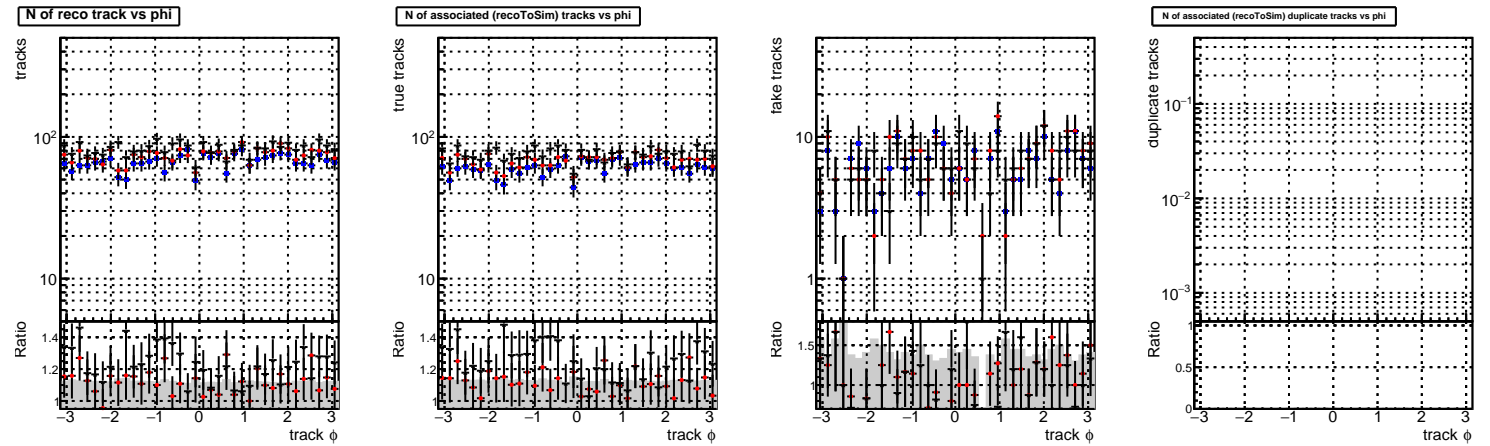 N of reco track vs phi
tracks
10²
10
Ratio
1.4
1.2
1
−3 −2 −1 0 1 2 3
track ϕ
N of associated (recoToSim) tracks vs phi
true tracks
10²
10
Ratio
1.4
1.2
1
−3 −2 −1 0 1 2 3
track ϕ
fake tracks
10
1
Ratio
1.5
1
−3 −2 −1 0 1 2 3
track ϕ
N of associated (recoToSim) duplicate tracks vs phi
duplicate tracks
10⁻¹
10⁻²
10⁻³
Ratio
1
0.5
0
−3 −2 −1 0 1 2 3
track ϕ